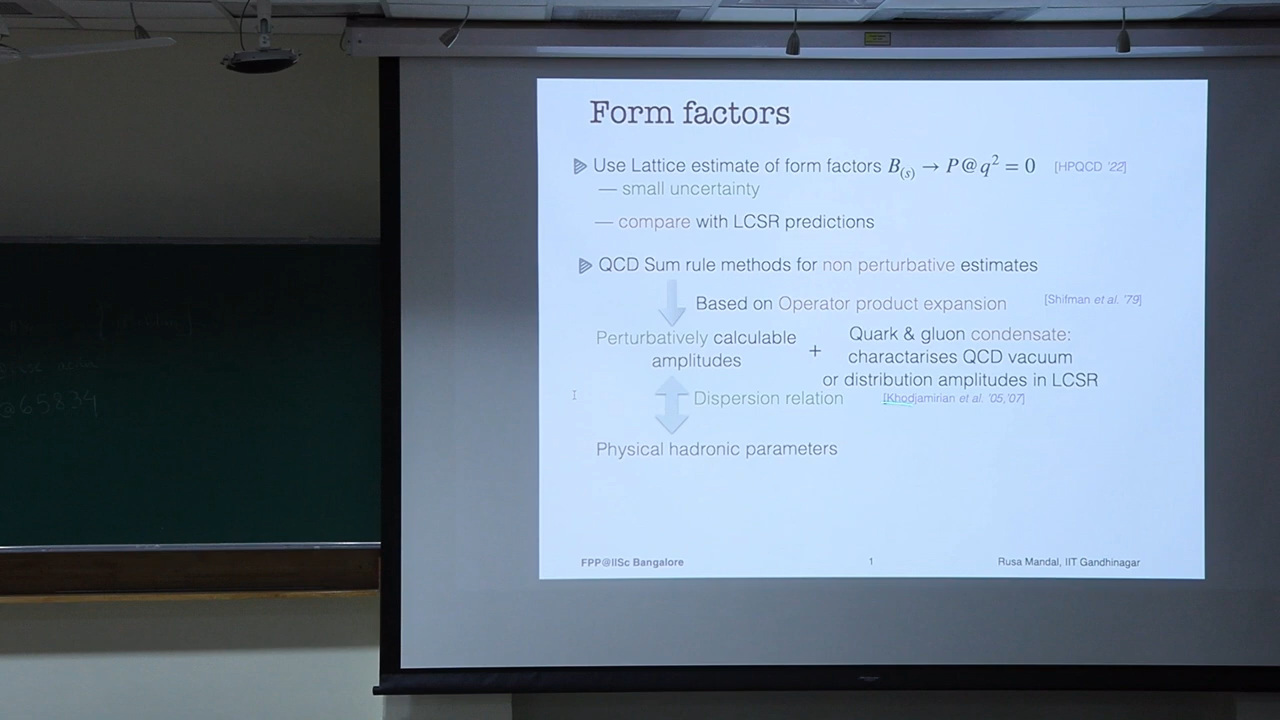 Form factors
Use Lattice estimate of form factors B(s) → P@q² = 0 [HPQCD '22]
— small uncertainty
— compare with LCSR predictions
QCD Sum rule methods for non perturbative estimates
Based on Operator product expansion [Shifman et al. '79]
Perturbatively calculable
amplitudes
+
Quark & gluon condensate:
charactarises QCD vacuum
or distribution amplitudes in LCSR
Dispersion relation [Khodjamirian et al. '05,'07]
Physical hadronic parameters
FPP@IISc Bangalore 1 Rusa Mandal, IIT Gandhinagar
@65834